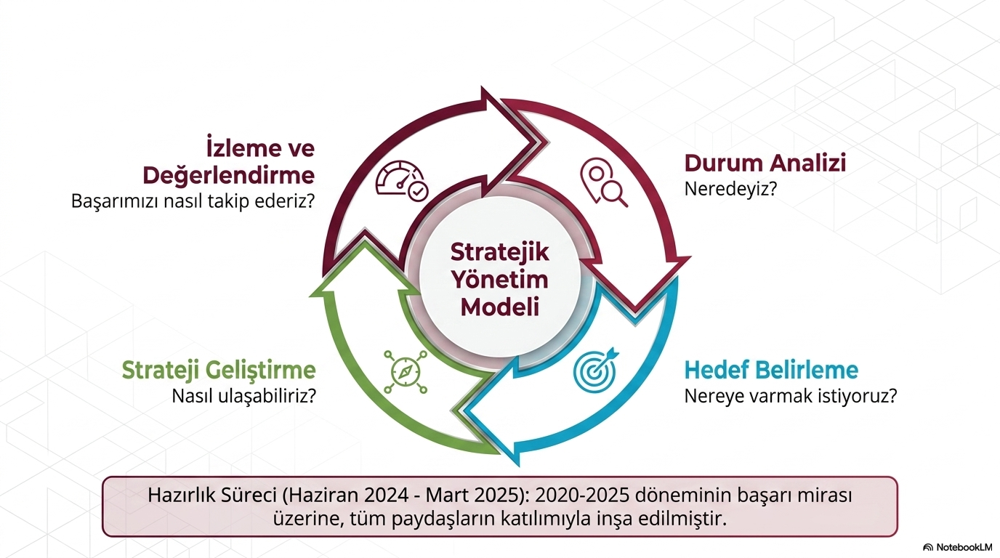 İzleme ve
Değerlendirme
Başarımızı nasıl takip ederiz?
Durum Analizi
Neredeyiz?
Stratejik
Yönetim
Modeli
Strateji Geliştirme
Nasıl ulaşabiliriz?
Hedef Belirleme
Nereye varmak istiyoruz?
Hazırlık Süreci (Haziran 2024 - Mart 2025): 2020-2025 döneminin başarı mirası
üzerine, tüm paydaşların katılımıyla inşa edilmiştir.
NotebookLM